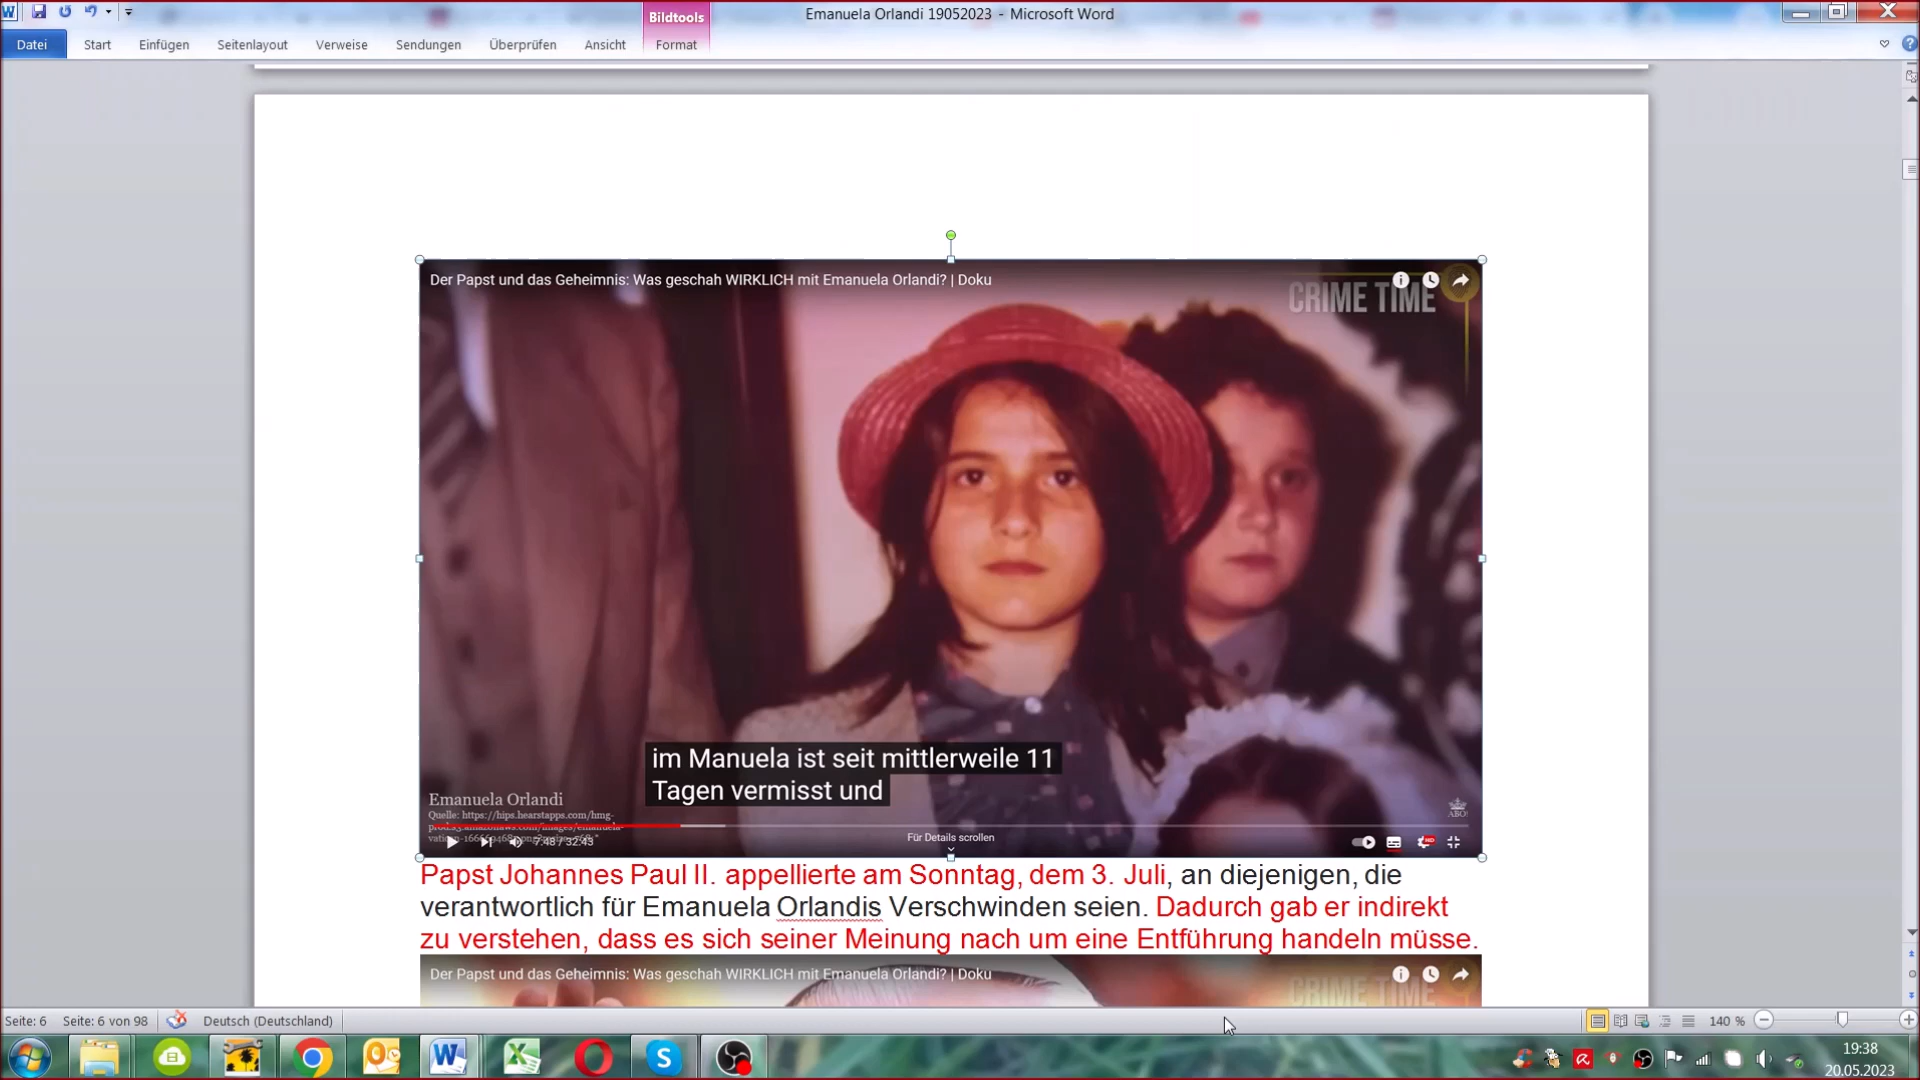 Emanuela Orlandi 19052023 - Microsoft Word
Bildtools
Datei Start Einfügen Seitenlayout Verweise Sendungen Überprüfen Ansicht Format
Der Papst und das Geheimnis: Was geschah WIRKLICH mit Emanuela Orlandi? | Doku
CRIME TIME
im Manuela ist seit mittlerweile 11
Tagen vermisst und
Emanuela Orlandi
Quelle: https://hips.hearstapps.com/hmg-
7:48 / 32:43
Für Details scrollen
ABO
HD
Papst Johannes Paul II. appellierte am Sonntag, dem 3. Juli, an diejenigen, die
verantwortlich für Emanuela Orlandis Verschwinden seien. Dadurch gab er indirekt
zu verstehen, dass es sich seiner Meinung nach um eine Entführung handeln müsse.
Der Papst und das Geheimnis: Was geschah WIRKLICH mit Emanuela Orlandi? | Doku
CRIME TIME
Seite: 6 Seite: 6 von 98 Deutsch (Deutschland) 140 %
19:38
20.05.2023